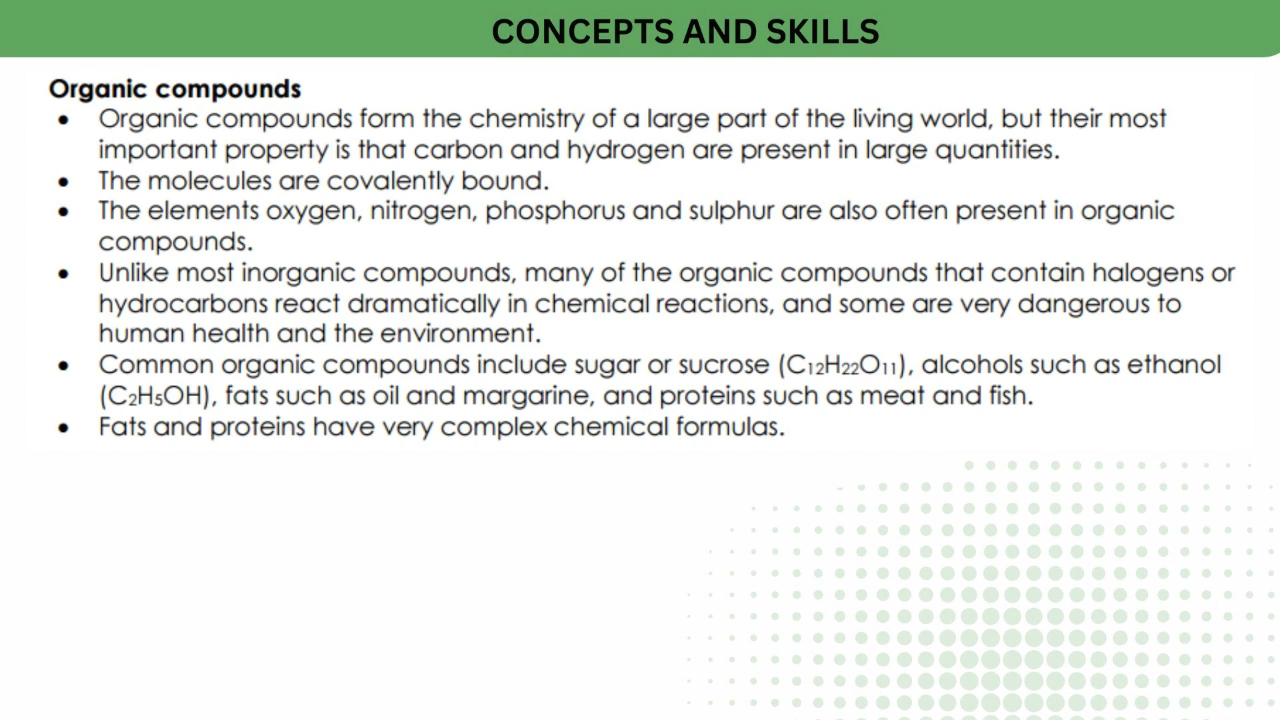 CONCEPTS AND SKILLS
Organic compounds
• Organic compounds form the chemistry of a large part of the living world, but their most
important property is that carbon and hydrogen are present in large quantities.
• The molecules are covalently bound.
• The elements oxygen, nitrogen, phosphorus and sulphur are also often present in organic
compounds.
• Unlike most inorganic compounds, many of the organic compounds that contain halogens or
hydrocarbons react dramatically in chemical reactions, and some are very dangerous to
human health and the environment.
• Common organic compounds include sugar or sucrose (C₁₂H₂₂O₁₁), alcohols such as ethanol
(C₂H₅OH), fats such as oil and margarine, and proteins such as meat and fish.
• Fats and proteins have very complex chemical formulas.